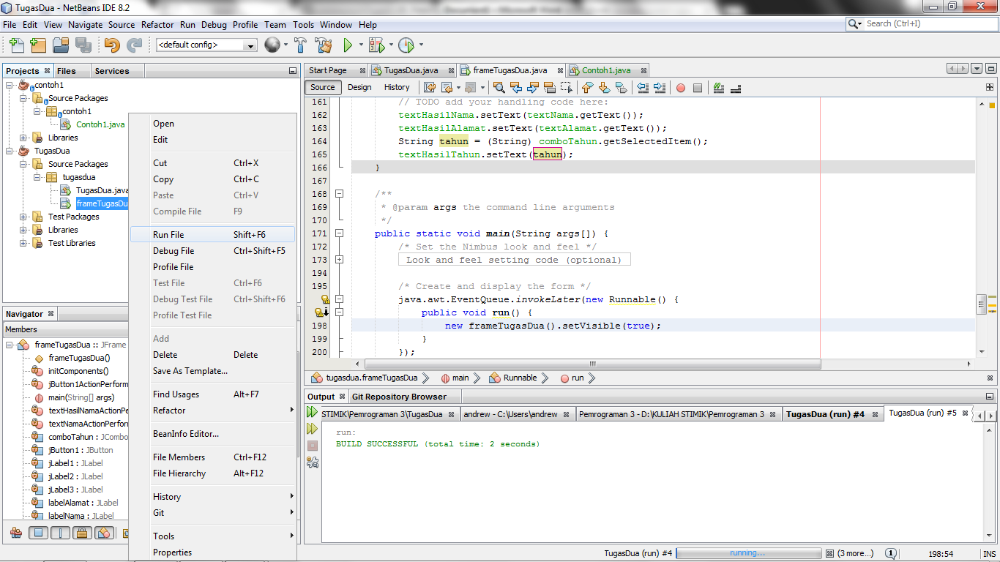 TugasDua - NetBeans IDE 8.2
File Edit View Navigate Source Refactor Run Debug Profile Team Tools Window Help
Search (Ctrl+I)
<default config>
Projects Files Services
contoh1
Source Packages
contoh1
Contoh1.java
Libraries
TugasDua
Source Packages
tugasdua
TugasDua.java
frameTugasDu
Test Packages
Libraries
Test Libraries
Navigator
Members
frameTugasDua :: JFrame
frameTugasDua()
initComponents()
jButton1ActionPerform
main(String[] args)
textHasilNamaActionPe
textNamaActionPerform
comboTahun : JCombo
jButton1 : JButton
jLabel1 : JLabel
jLabel2 : JLabel
jLabel3 : JLabel
labelAlamat : JLabel
labelNama : JLabel
Open
Edit
Cut Ctrl+X
Copy Ctrl+C
Paste Ctrl+V
Compile File F9
Run File Shift+F6
Debug File Ctrl+Shift+F5
Profile File
Test File Ctrl+F6
Debug Test File Ctrl+Shift+F6
Profile Test File
Add
Delete Delete
Save As Template...
Find Usages Alt+F7
Refactor
BeanInfo Editor...
File Members Ctrl+F12
File Hierarchy Alt+F12
History
Git
Tools
Properties
Start Page TugasDua.java frameTugasDua.java Contoh1.java
Source Design History
161 // TODO add your handling code here:
162 textHasilNama.setText(textNama.getText());
163 textHasilAlamat.setText(textAlamat.getText());
164 String tahun = (String) comboTahun.getSelectedItem();
165 textHasilTahun.setText(tahun);
166 }
167
168 /**
169 * @param args the command line arguments
170 */
171 public static void main(String args[]) {
172 /* Set the Nimbus look and feel */
173 Look and feel setting code (optional)
194
195 /* Create and display the form */
java.awt.EventQueue.invokeLater(new Runnable() {
public void run() {
198 new frameTugasDua().setVisible(true);
199 }
200 });
tugasdua.frameTugasDua main Runnable run
Output Git Repository Browser
STIMIK\Pemrograman 3\TugasDua andrew - C:\Users\andrew Pemrograman 3 - D:\KULIAH STIMIK\Pemrograman 3 TugasDua (run) #4 TugasDua (run) #5
run:
BUILD SUCCESSFUL (total time: 2 seconds)
TugasDua (run) #4 running... (3 more...) 1 198:54 INS